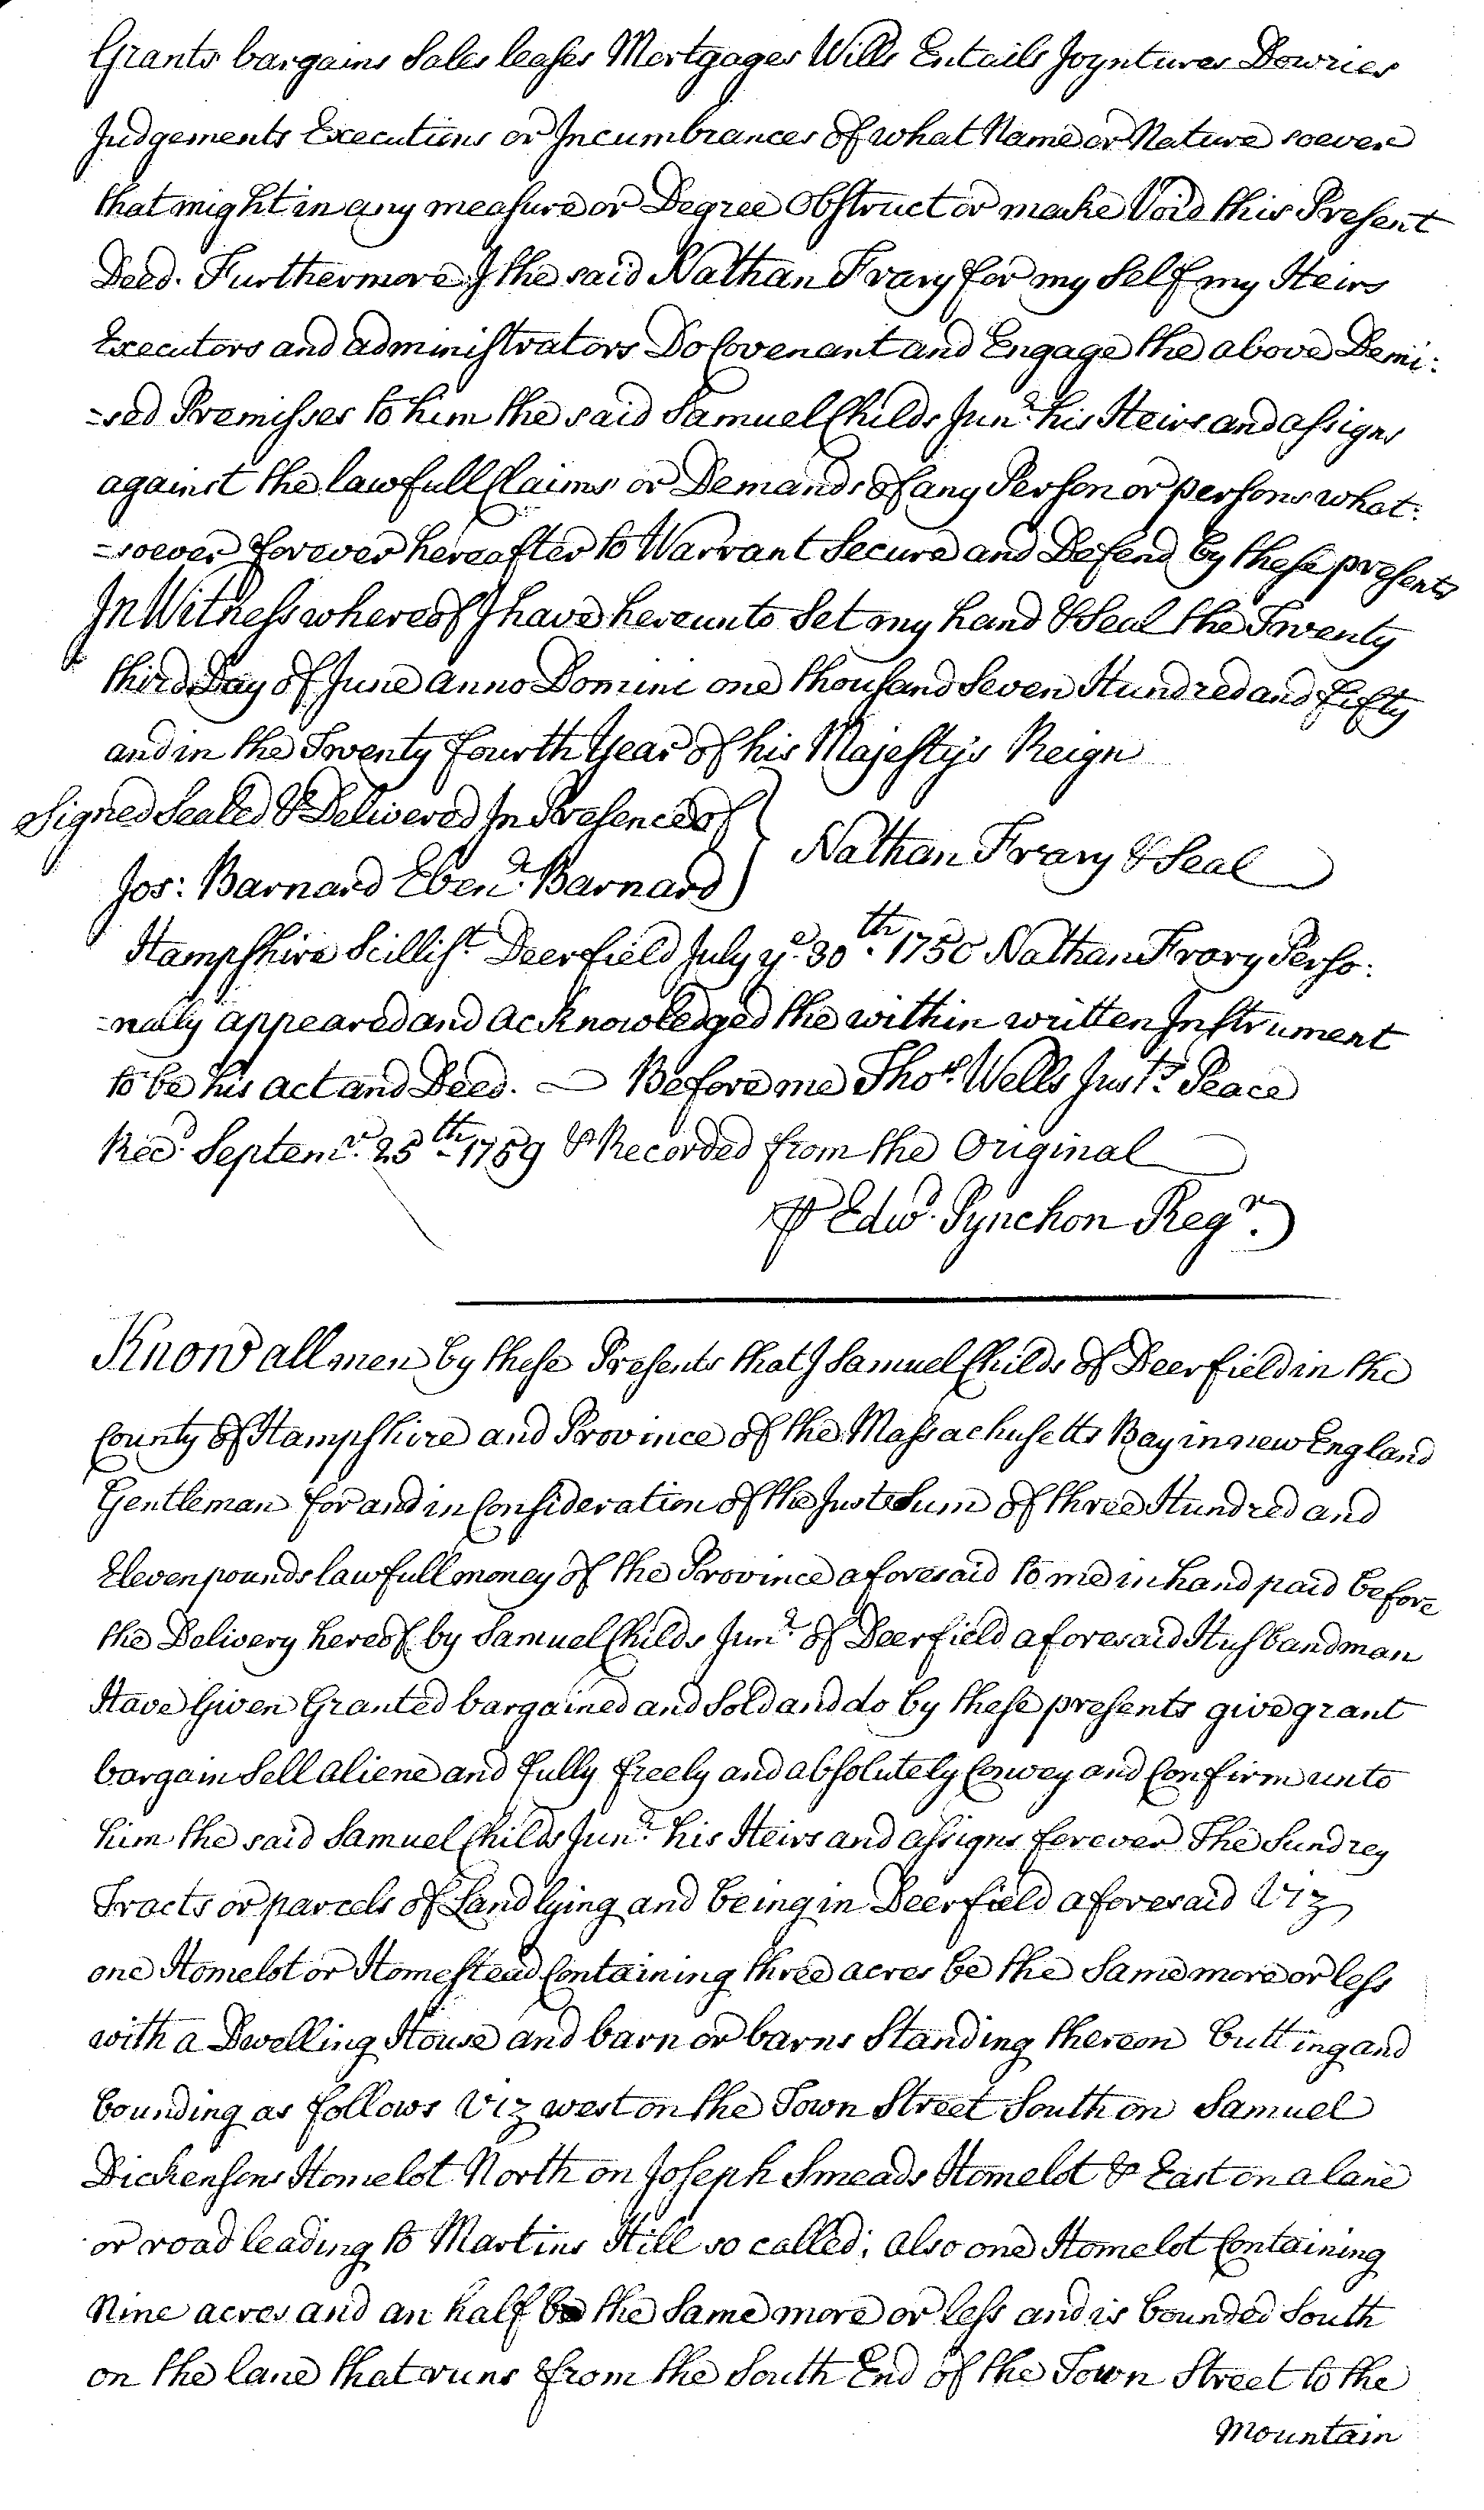 Grants bargains Sales leases Mortgages Wills Entails Joyntures Dowries
Judgements Executions or Incumbrances of what Name or Nature soever
that might in any measure or Degree Obstruct or make Void this Present
Deed. Furthermore I the said Nathan Frary for my Self my Heirs
Executors and administrators Do Covenant and Engage the above Demi:
-sed Premisses to him the said Samuel Childs Junr. his Heirs and assigns
against the lawfull Claims or Demands of any Person or persons what:
-soever forever hereafter to Warrant Secure and Defend by these presents
In Witness whereof I have hereunto Set my hand & Seal the Twenty
third Day of June Anno Domini one thousand Seven Hundred and fifty
and in the Twenty fourth Year of his Majesty's Reign
Signed Sealed & Delivered In Presence of
Jos: Barnard Ebenr. Barnard } Nathan Frary & Seal
Hampshire Scillist. Deerfield July ye. 30th. 1750 Nathan Frary Perso:
-nally appeared and acknowledged the within written Instrument
to be his act and Deed. — Before me Thos. Wells Justs. Peace
Recd. Septemr. 25th 1759 & Recorded from the Original
⅌ Edwd. Pynchon Regr.
Know all men by these Presents that I Samuel Childs of Deerfield in the
County of Hampshire and Province of the Massachusetts Bay in new England
Gentleman for and in Consideration of the Just Sum of three Hundred and
Eleven pounds lawfull money of the Province aforesaid to me in hand paid before
the Delivery hereof by Samuel Childs Junr. of Deerfield aforesaid Husbandman
Have Given Granted bargained and Sold and do by these presents give grant
bargain Sell aliene and fully freely and absolutely Convey and Confirm unto
him the said Samuel Childs Junr. his Heirs and assigns forever The Sundrey
Tracts or parcels of Land lying and being in Deerfield aforesaid Viz
one Homelot or Homestead Containing three acres be the Same more or less
with a Dwelling House and barn or barns Standing thereon butting and
bounding as follows Viz west on the Town Street South on Samuel
Dickensons Homelot North on Joseph Smeads Homelot & East on a lane
or road leading to Martins Hill so called; also one Homelot Containing
Nine acres and an half be the Same more or less and is bounded South
on the lane that runs from the South End of the Town Street to the
Mountain